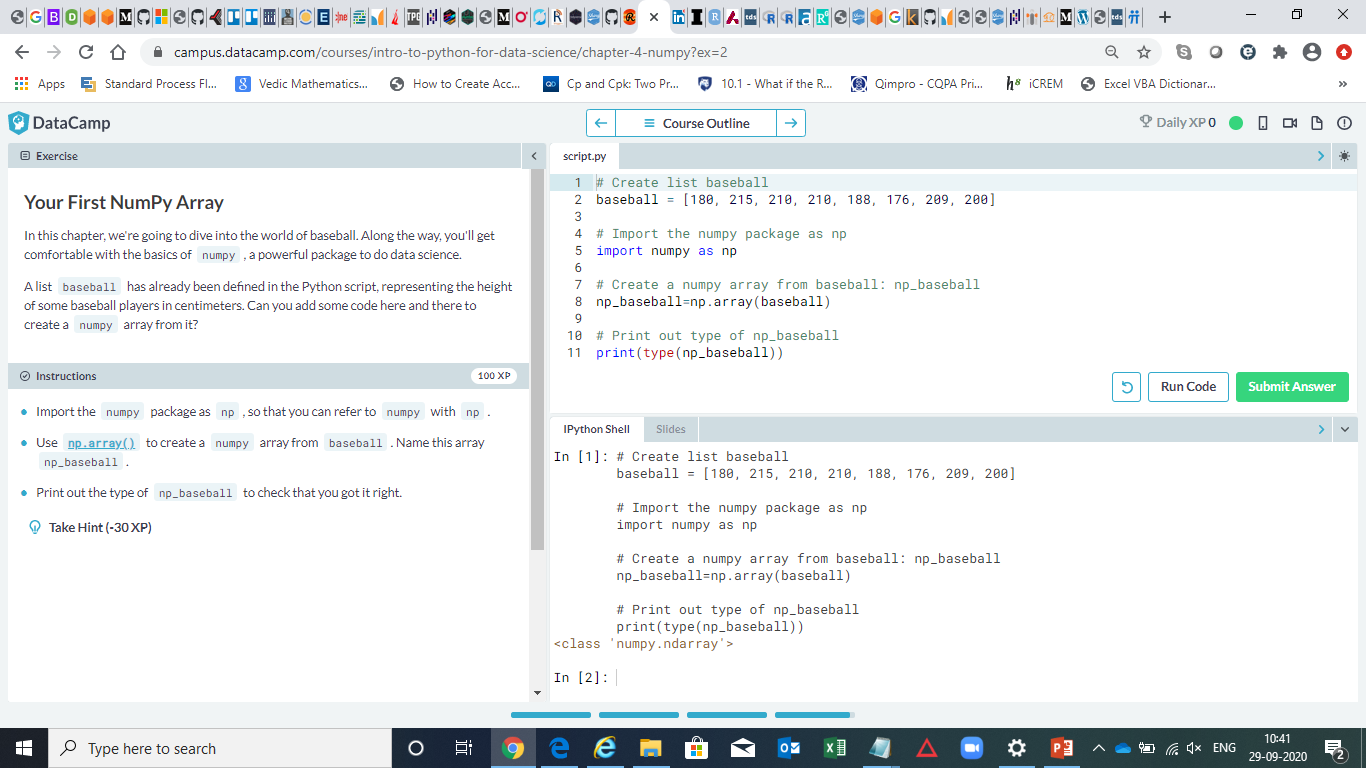 campus.datacamp.com/courses/intro-to-python-for-data-science/chapter-4-numpy?ex=2
Apps
Standard Process Fl...
Vedic Mathematics...
How to Create Acc...
Cp and Cpk: Two Pr...
10.1 - What if the R...
Qimpro - CQPA Pri...
iCREM
Excel VBA Dictionar...
»
DataCamp
Course Outline
Daily XP 0
Exercise
Your First NumPy Array
In this chapter, we're going to dive into the world of baseball. Along the way, you'll get
comfortable with the basics of numpy , a powerful package to do data science.
A list baseball has already been defined in the Python script, representing the height
of some baseball players in centimeters. Can you add some code here and there to
create a numpy array from it?
Instructions
100 XP
Import the numpy package as np , so that you can refer to numpy with np .
Use np.array() to create a numpy array from baseball . Name this array
np_baseball .
Print out the type of np_baseball to check that you got it right.
Take Hint (-30 XP)
script.py
1 # Create list baseball
2 baseball = [180, 215, 210, 210, 188, 176, 209, 200]
3
4 # Import the numpy package as np
5 import numpy as np
6
7 # Create a numpy array from baseball: np_baseball
8 np_baseball=np.array(baseball)
9
10 # Print out type of np_baseball
11 print(type(np_baseball))
Run Code
Submit Answer
IPython Shell
Slides
In [1]: # Create list baseball
baseball = [180, 215, 210, 210, 188, 176, 209, 200]
# Import the numpy package as np
import numpy as np
# Create a numpy array from baseball: np_baseball
np_baseball=np.array(baseball)
# Print out type of np_baseball
print(type(np_baseball))
<class 'numpy.ndarray'>
In [2]:
Type here to search
ENG
10:41
29-09-2020
2